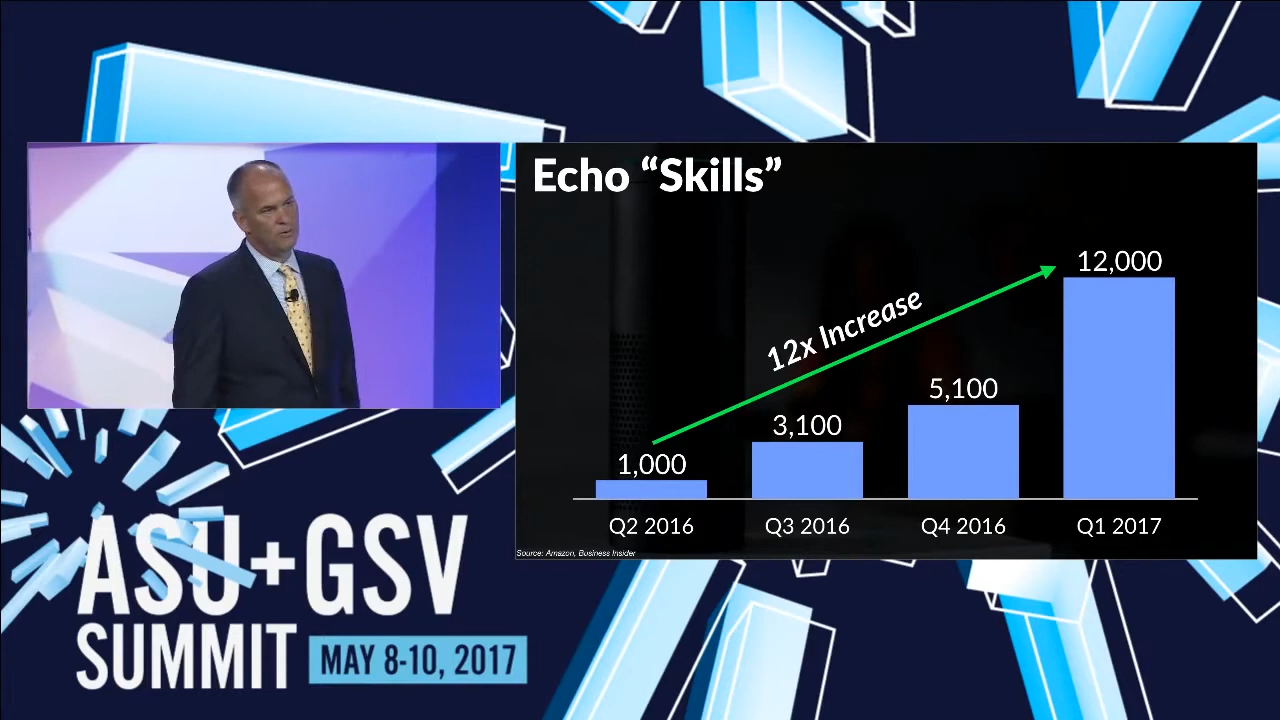 Echo “Skills”
12,000
12x Increase
5,100
3,100
1,000
Q2 2016 Q3 2016 Q4 2016 Q1 2017
Source: Amazon, Business Insider
ASU+GSV
SUMMIT MAY 8-10, 2017